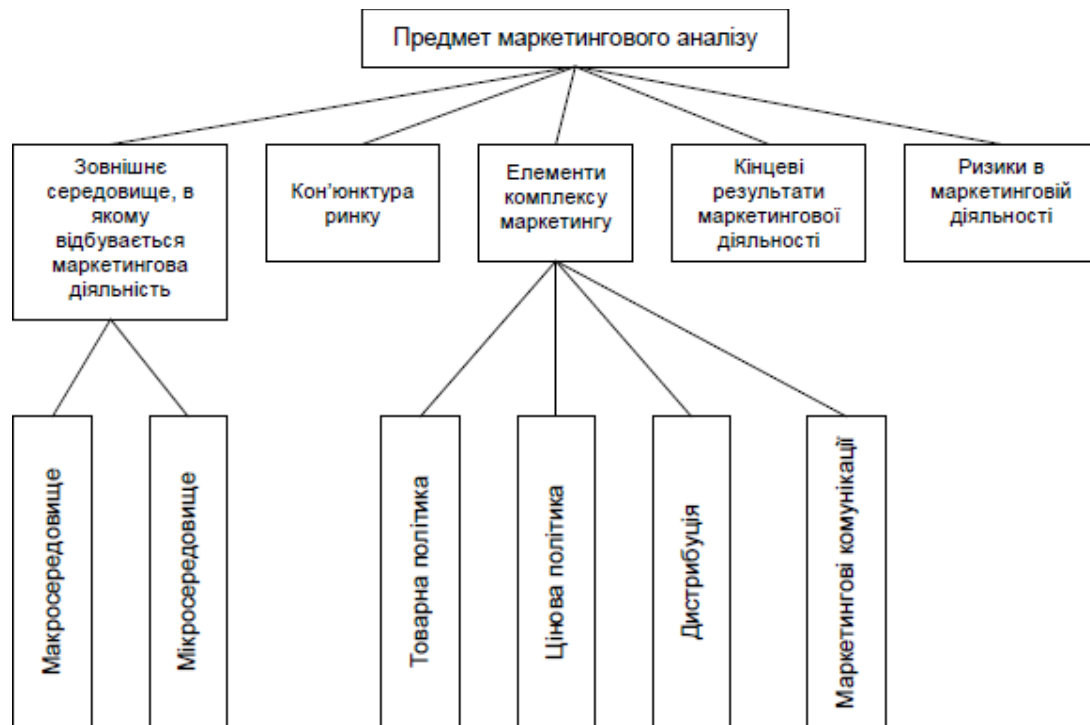 Предмет маркетингового аналізу
Зовнішнє
середовище, в
якому
відбувається
маркетингова
діяльність
Кон’юнктура
ринку
Елементи
комплексу
маркетингу
Кінцеві
результати
маркетингової
діяльності
Ризики в
маркетинговій
діяльності
Макросередовище
Мікросередовище
Товарна політика
Цінова політика
Дистрибуція
Маркетингові комунікації